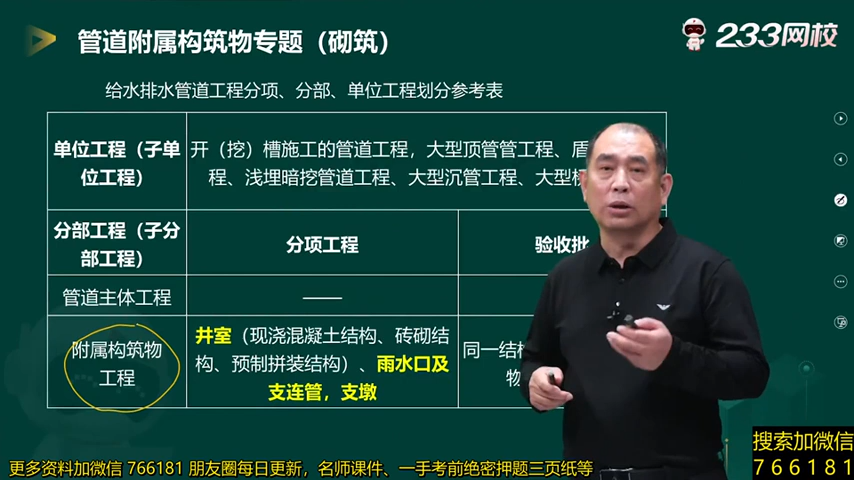 管道附属构筑物专题（砌筑）
233网校
给水排水管道工程分项、分部、单位工程划分参考表
单位工程（子单位工程）
开（挖）槽施工的管道工程，大型顶管管工程、盾
程、浅埋暗挖管道工程、大型沉管工程、大型
分部工程（子分部工程）
分项工程
验收批
管道主体工程
——
附属构筑物工程
井室（现浇混凝土结构、砖砌结
构、预制拼装结构）、雨水口及
支连管，支墩
同一结构
物
更多资料加微信 766181 朋友圈每日更新，名师课件、一手考前绝密押题三页纸等
搜索加微信
766181